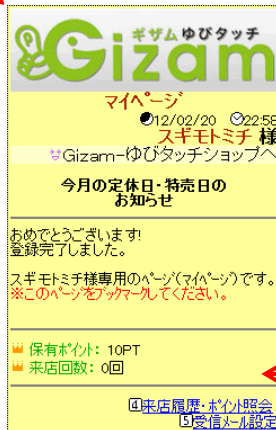 ギザム ゆびタッチ
Gizam
マイページ
12/02/20 22:58
スギモトミチ 様
Gizam-ゆびタッチショップへ
今月の定休日・特売日の
お知らせ
おめでとうございます!
登録完了しました。
スギモトミチ様専用のページ(マイページ)です。
※このページをブックマークしてください。
保有ポイント: 10PT
来店回数: 0回
4来店履歴・ポイント照会
5受信メール設定